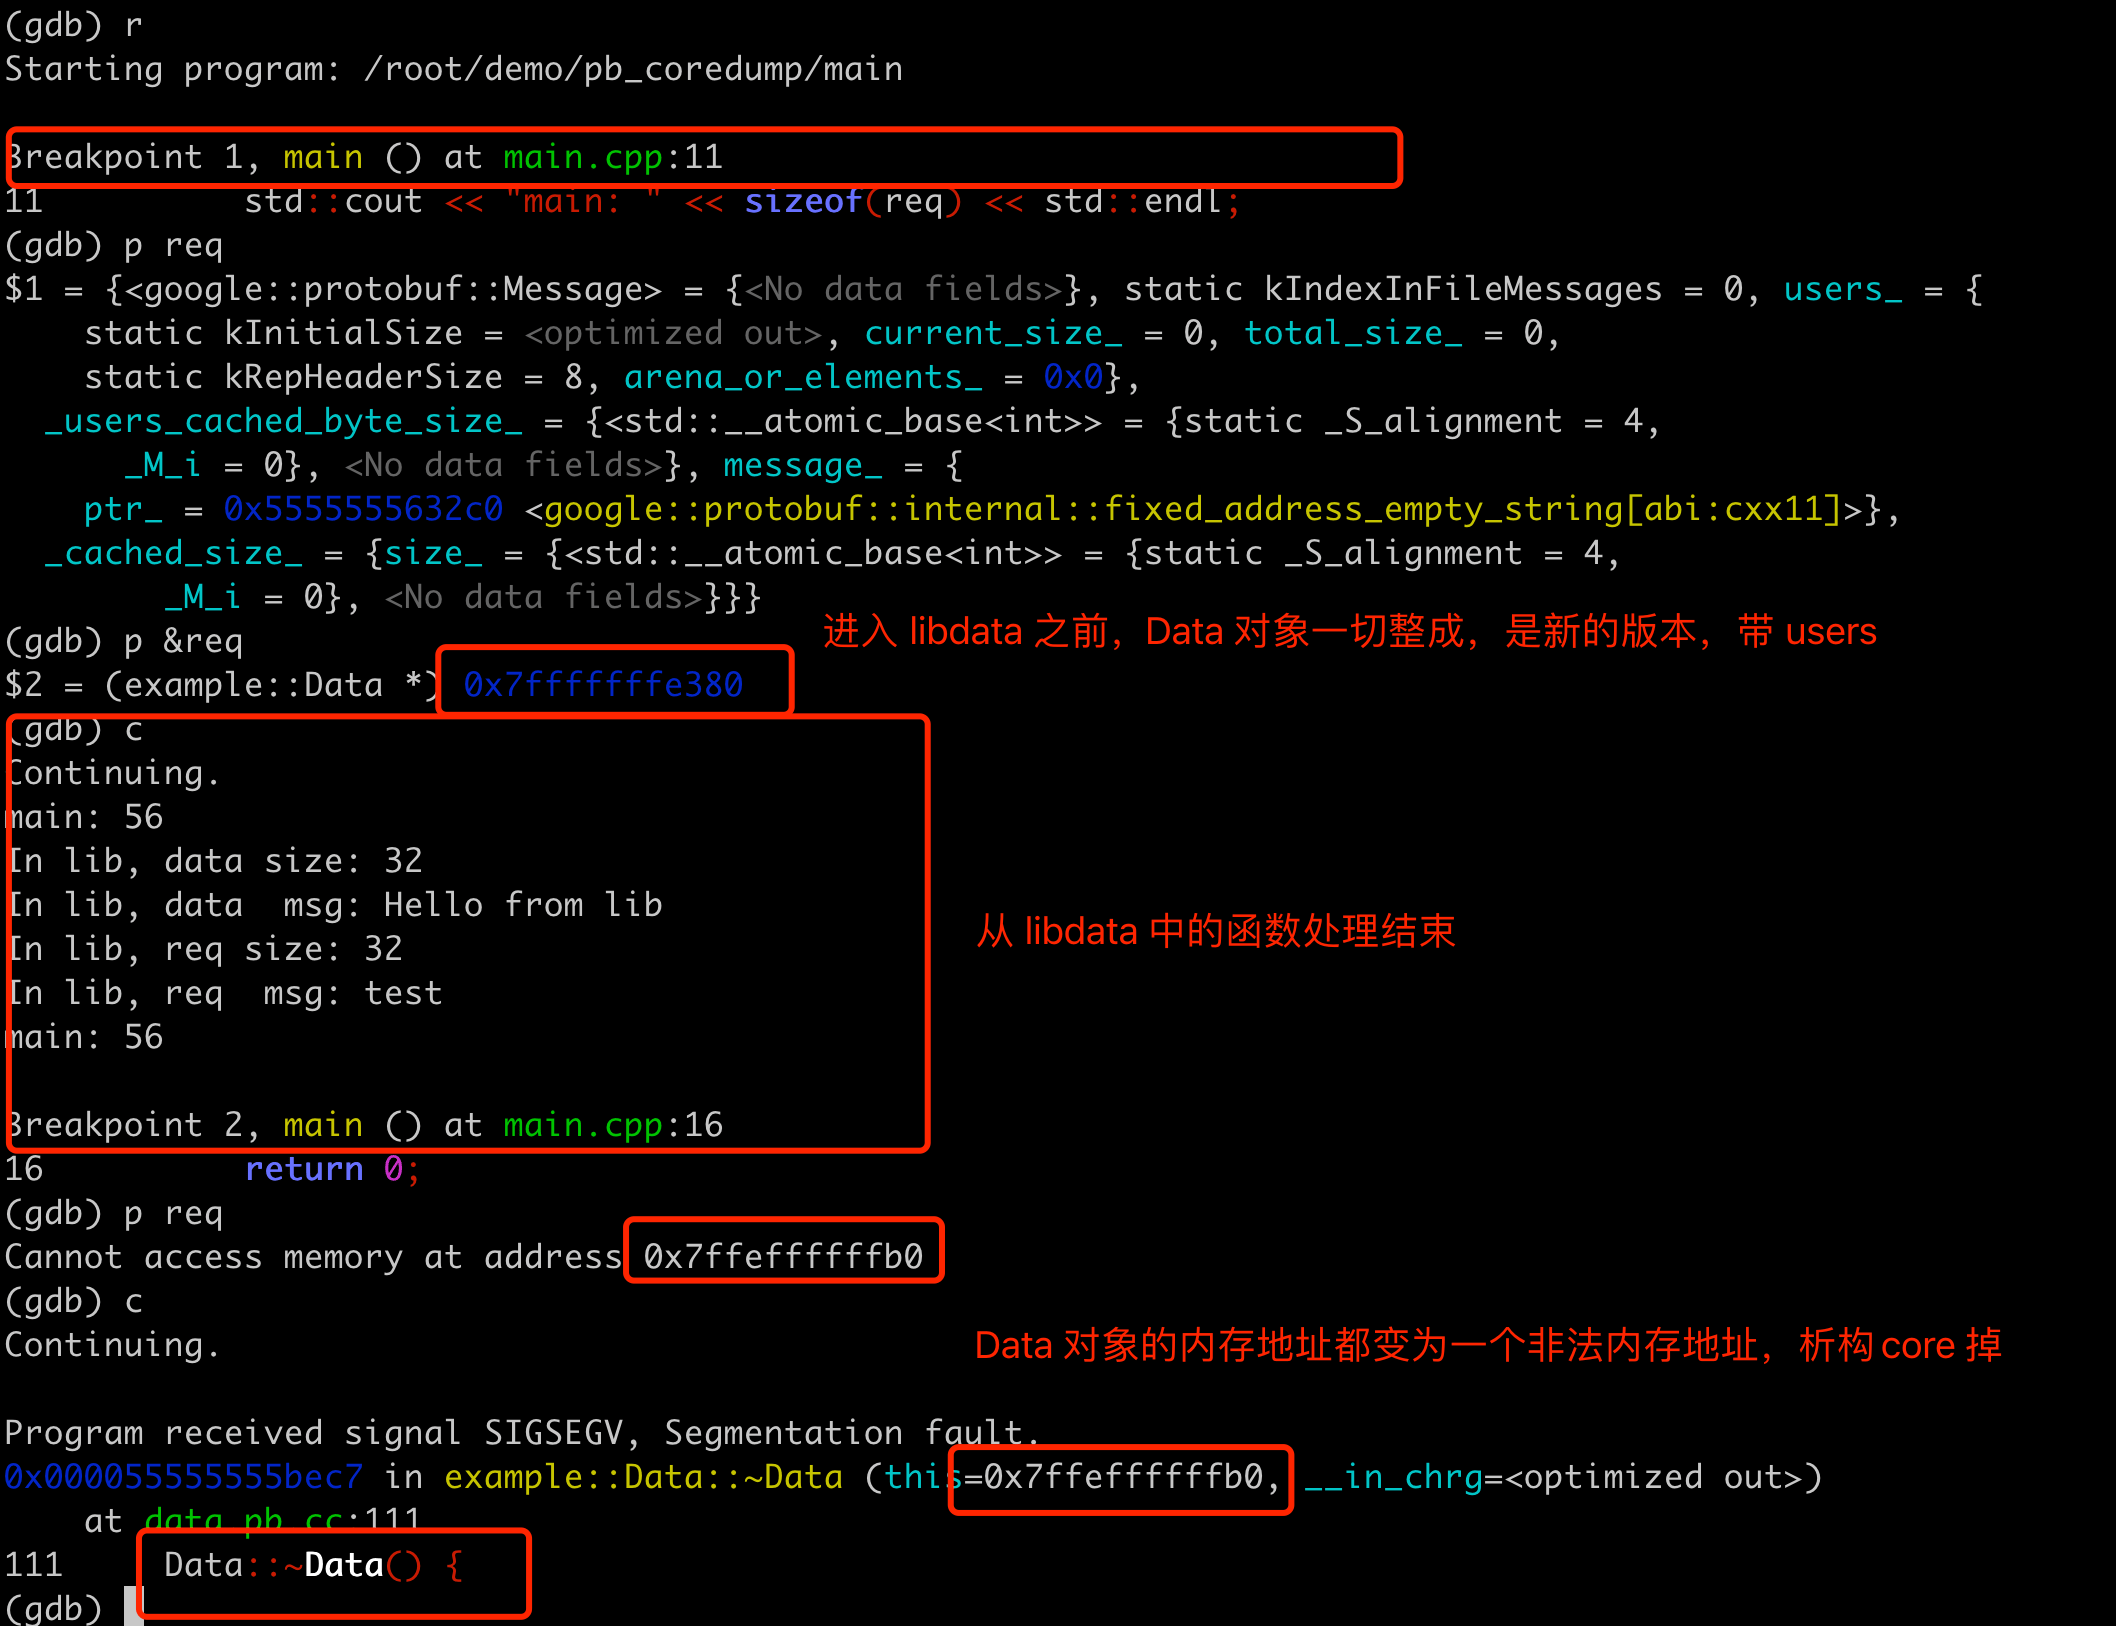 (gdb) r
Starting program: /root/demo/pb_coredump/main
Breakpoint 1, main () at main.cpp:11
11          std::cout << "main: " << sizeof(req) << std::endl;
(gdb) p req
$1 = {<google::protobuf::Message> = {<No data fields>}, static kIndexInFileMessages = 0, users_ = {
    static kInitialSize = <optimized out>, current_size_ = 0, total_size_ = 0,
    static kRepHeaderSize = 8, arena_or_elements_ = 0x0},
  _users_cached_byte_size_ = {<std::__atomic_base<int>> = {static _S_alignment = 4,
      _M_i = 0}, <No data fields>}, message_ = {
    ptr_ = 0x5555555632c0 <google::protobuf::internal::fixed_address_empty_string[abi:cxx11]>},
  _cached_size_ = {size_ = {<std::__atomic_base<int>> = {static _S_alignment = 4,
        _M_i = 0}, <No data fields>}}}
进入 libdata 之前，Data 对象一切整成，是新的版本，带 users
(gdb) p &req
$2 = (example::Data *) 0x7fffffffe380
(gdb) c
Continuing.
main: 56
In lib, data size: 32
In lib, data  msg: Hello from lib
从 libdata 中的函数处理结束
In lib, req size: 32
In lib, req  msg: test
main: 56
Breakpoint 2, main () at main.cpp:16
16          return 0;
(gdb) p req
Cannot access memory at address 0x7ffeffffffb0
(gdb) c
Continuing.
Data 对象的内存地址都变为一个非法内存地址，析构 core 掉
Program received signal SIGSEGV, Segmentation fault.
0x000055555555bec7 in example::Data::~Data (this=0x7ffeffffffb0, __in_chrg=<optimized out>)
    at data.pb.cc:111
111     Data::~Data() {
(gdb)